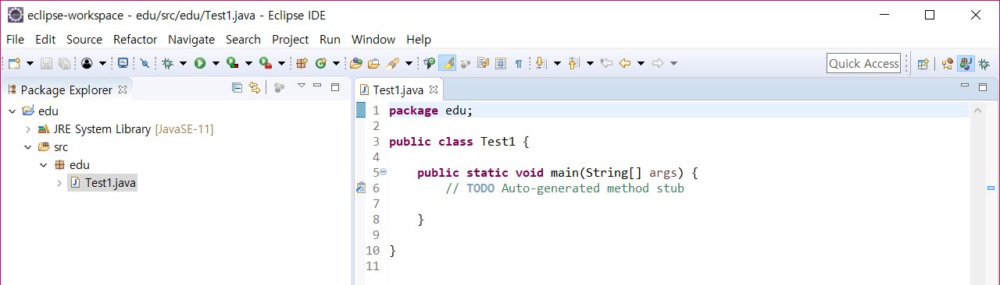 eclipse-workspace - edu/src/edu/Test1.java - Eclipse IDE
File Edit Source Refactor Navigate Search Project Run Window Help
Quick Access
Package Explorer
edu
JRE System Library [JavaSE-11]
src
edu
Test1.java
Test1.java
1 package edu;
2
3 public class Test1 {
4
5 public static void main(String[] args) {
6 // TODO Auto-generated method stub
7
8 }
9
10 }
11